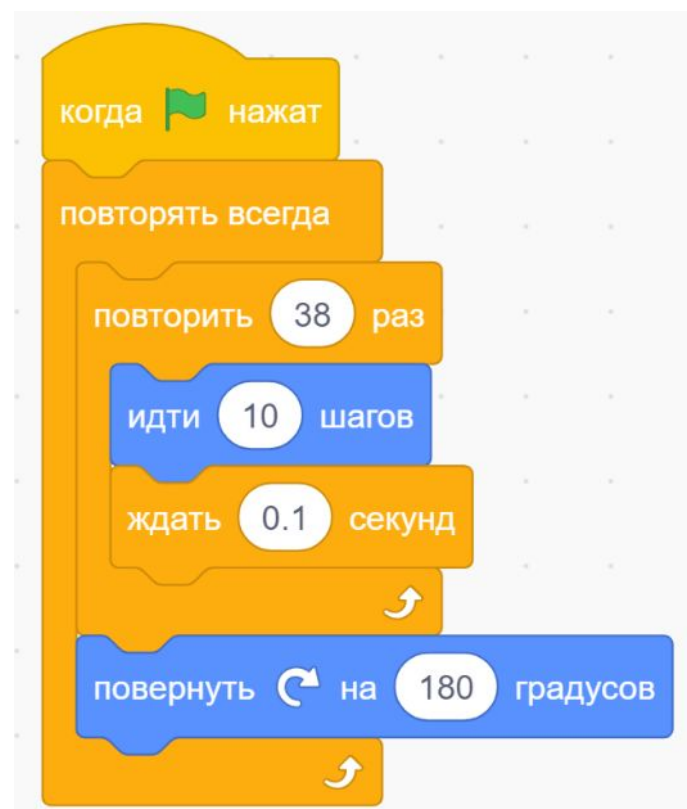 когда нажат
повторять всегда
повторить 38 раз
идти 10 шагов
ждать 0.1 секунд
повернуть на 180 градусов